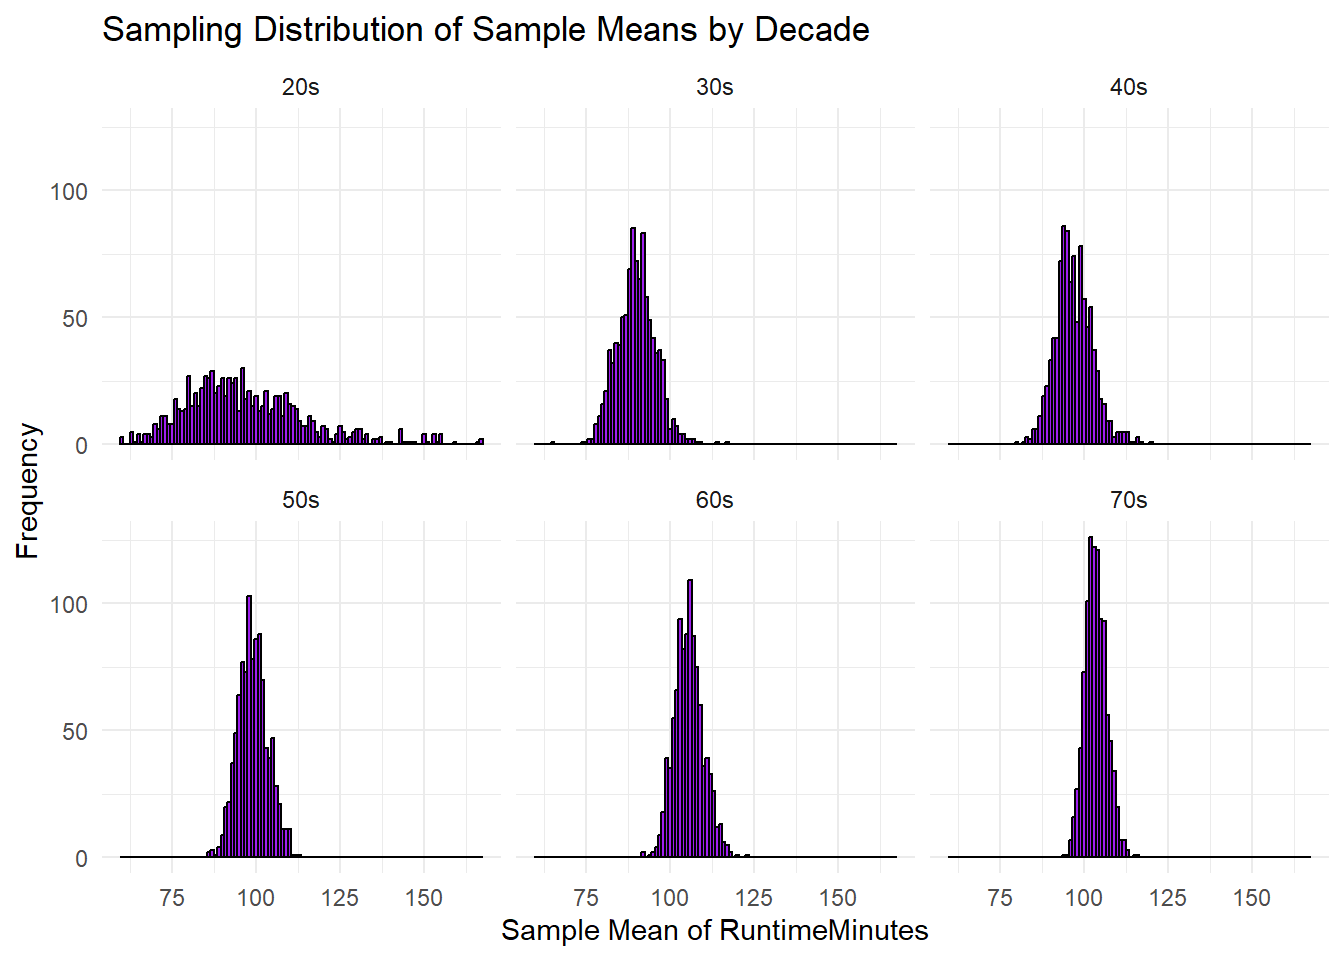 Sampling Distribution of Sample Means by Decade
20s 30s 40s
100
50
0
50s 60s 70s
100
50
0
75 100 125 150 75 100 125 150 75 100 125 150
Sample Mean of RuntimeMinutes
Frequency